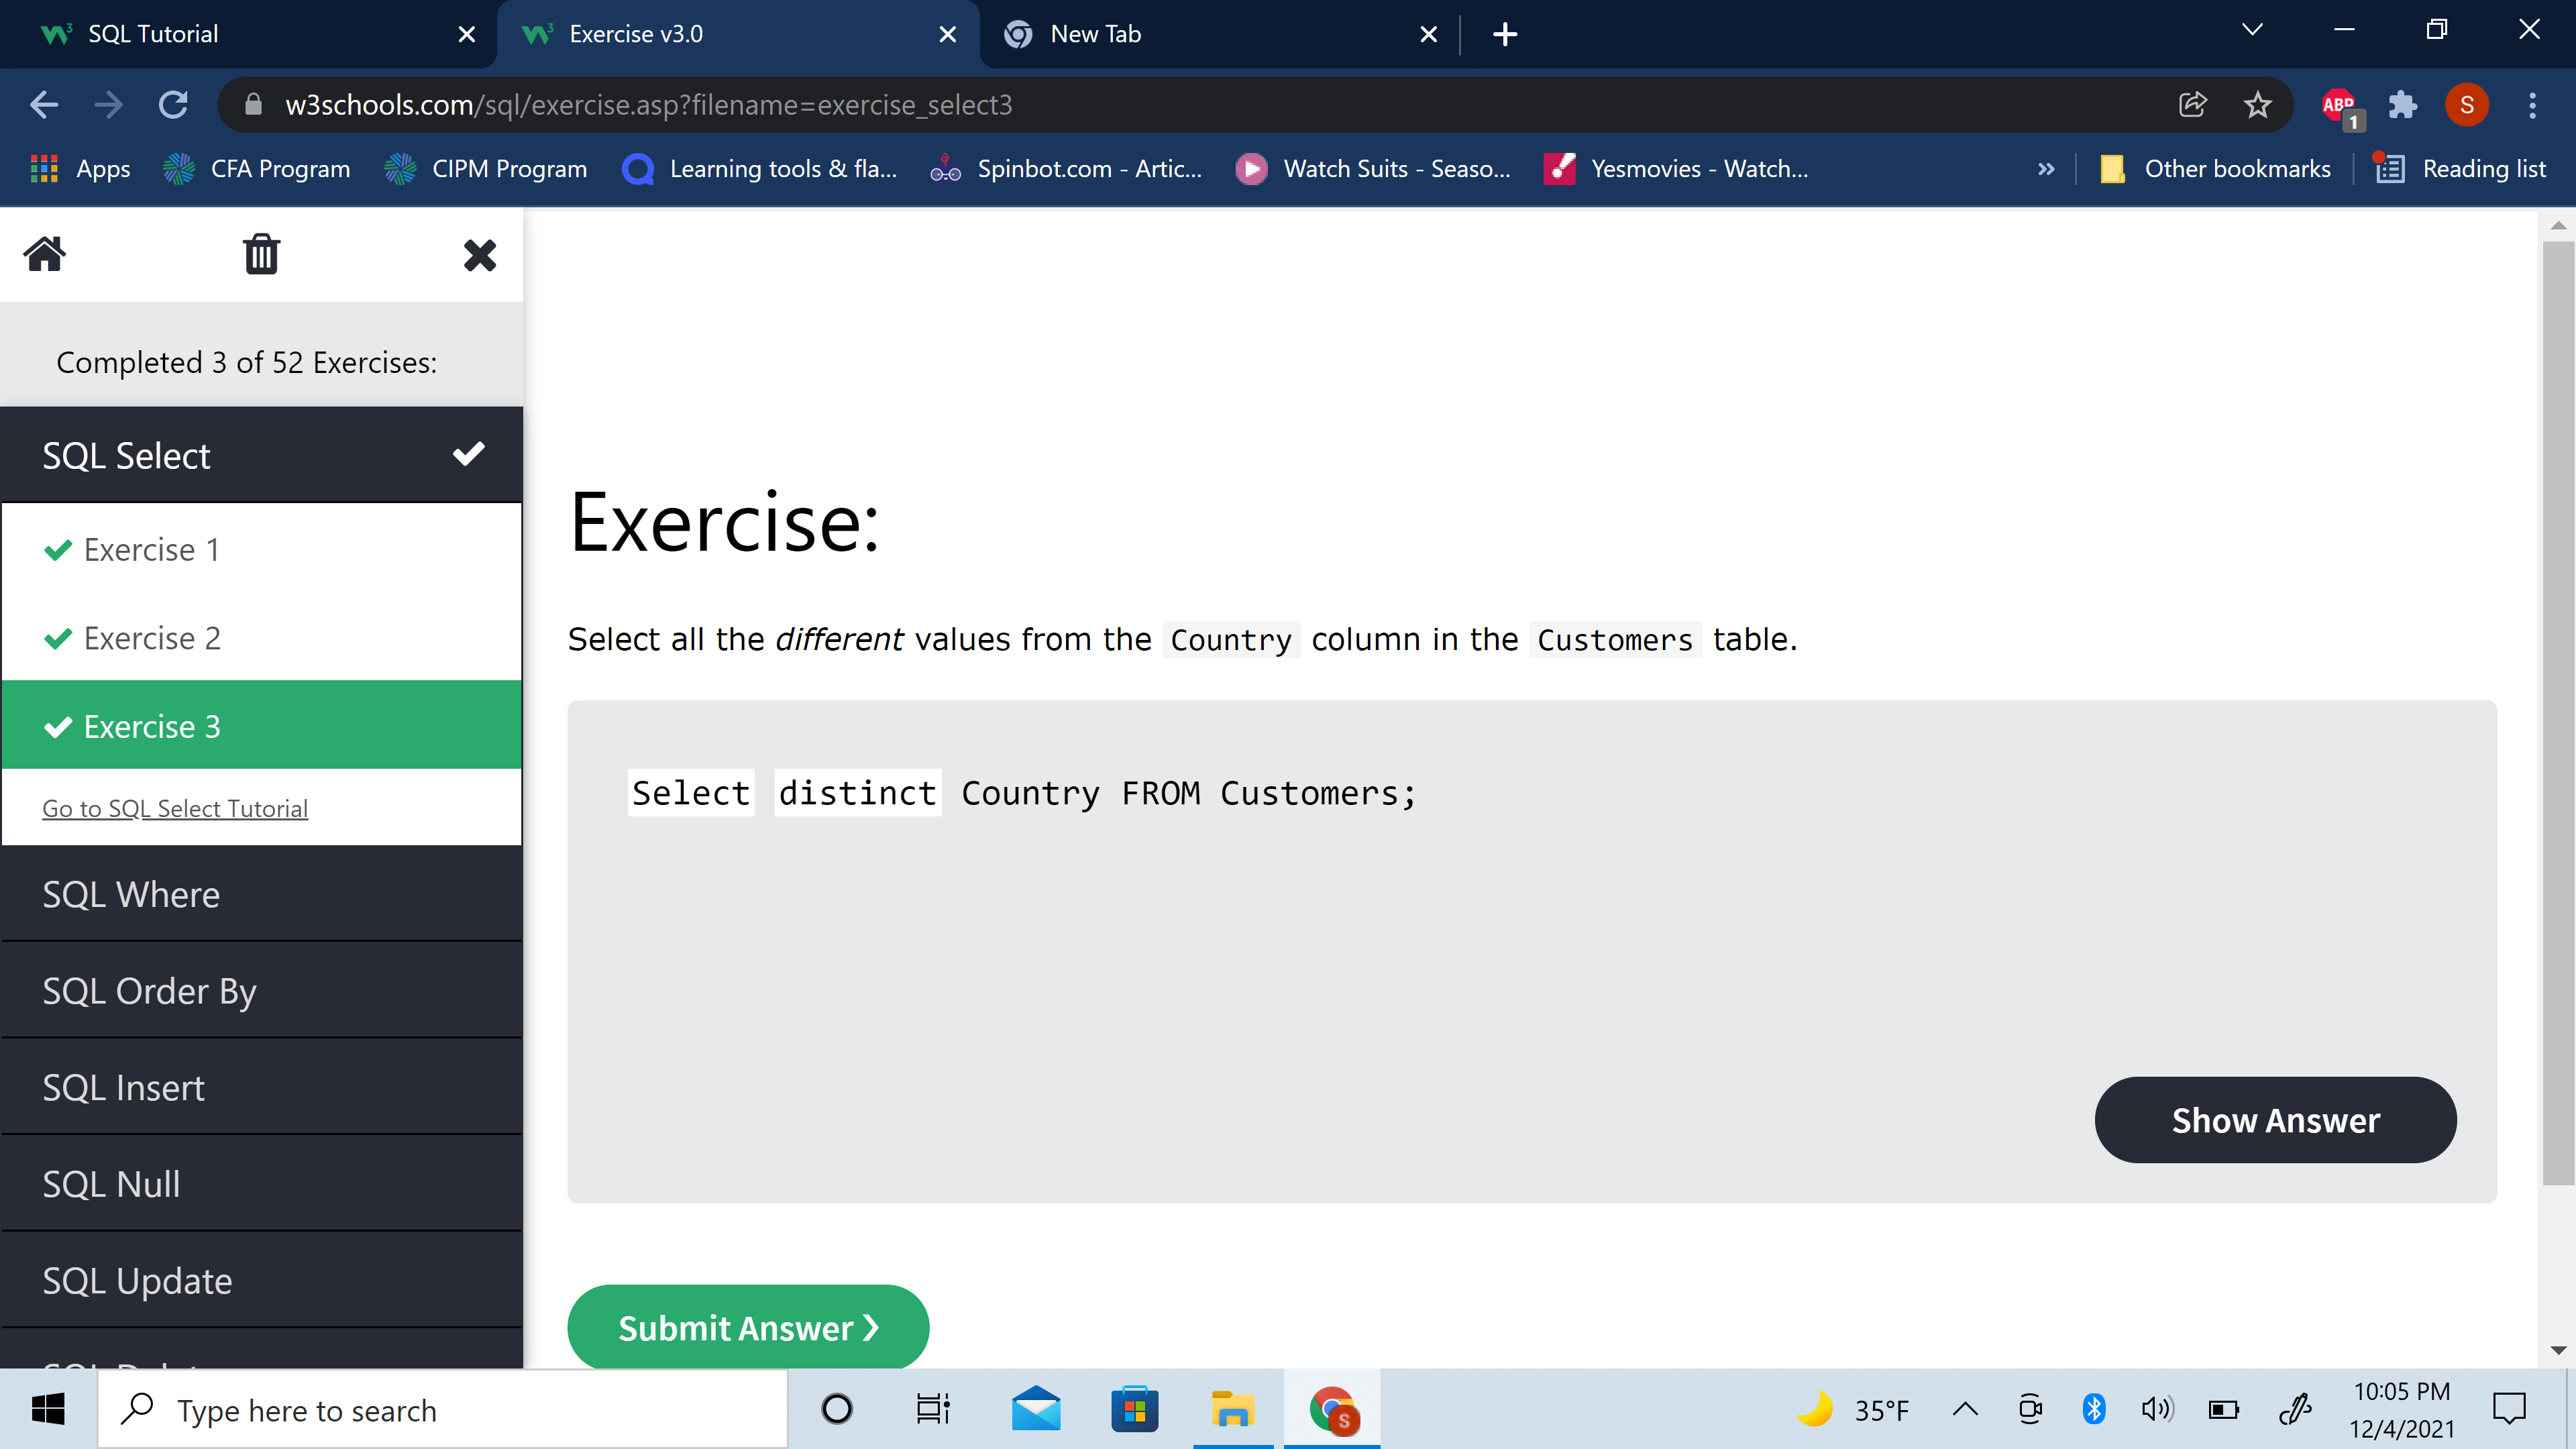 SQL Tutorial
Exercise v3.0
New Tab
w3schools.com/sql/exercise.asp?filename=exercise_select3
ABP
1
S
Apps
CFA Program
CIPM Program
Learning tools & fla...
Spinbot.com - Artic...
Watch Suits - Seaso...
Yesmovies - Watch...
»
Other bookmarks
Reading list
Completed 3 of 52 Exercises:
SQL Select
Exercise 1
Exercise 2
Exercise 3
Go to SQL Select Tutorial
SQL Where
SQL Order By
SQL Insert
SQL Null
SQL Update
Exercise:
Select all the different values from the Country column in the Customers table.
Select distinct Country FROM Customers;
Show Answer
Submit Answer ❯
Type here to search
S
35°F
10:05 PM
12/4/2021